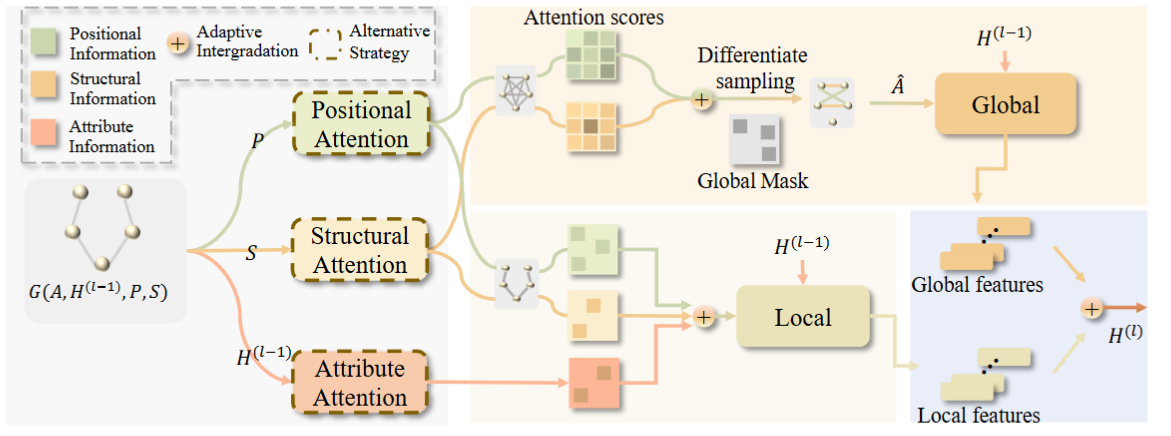 Positional
Information
Structural
Information
Attribute
Information
+
Adaptive
Intergradation
Alternative
Strategy
G(A, H^(l−1), P, S)
P
S
H^(l−1)
Positional
Attention
Structural
Attention
Attribute
Attention
Attention scores
+
Differentiate
sampling
Global Mask
Â
H^(l−1)
Global
+
H^(l−1)
Local
Global features
+
H^(l)
Local features